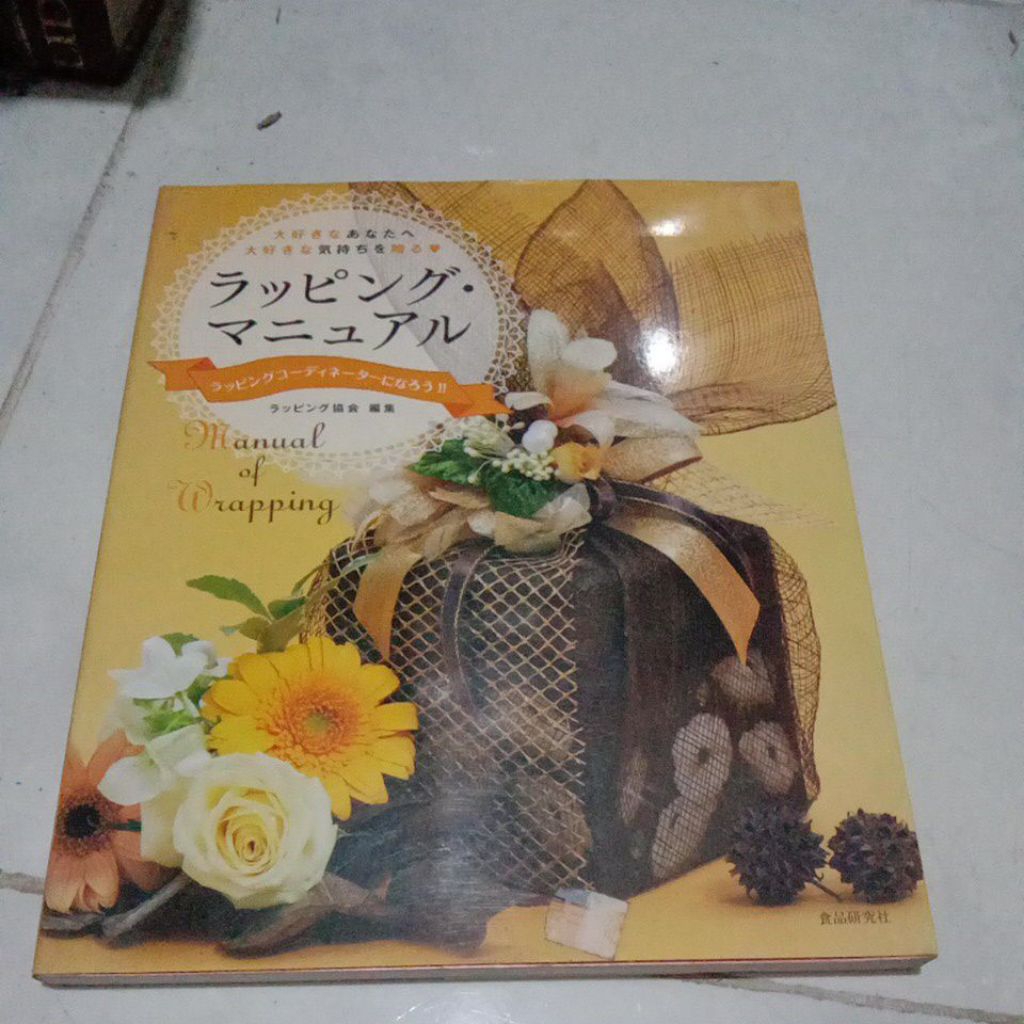 大好きなあなたへ
大好きな気持ちを贈る♥
ラッピング・
マニュアル
ラッピングコーディネーターになろう!!
ラッピング協会 編集
Manual
of
Wrapping
食品研究社